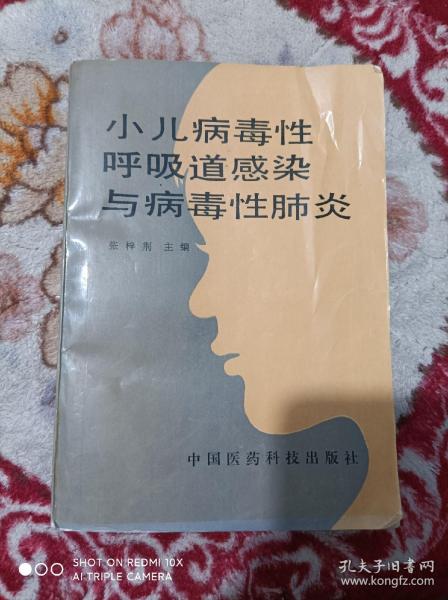 小儿病毒性
呼吸道感染
与病毒性肺炎
张梓荆 主编
中国医药科技出版社
SHOT ON REDMI 10X
AI TRIPLE CAMERA
孔夫子旧书网
www.kongfz.com